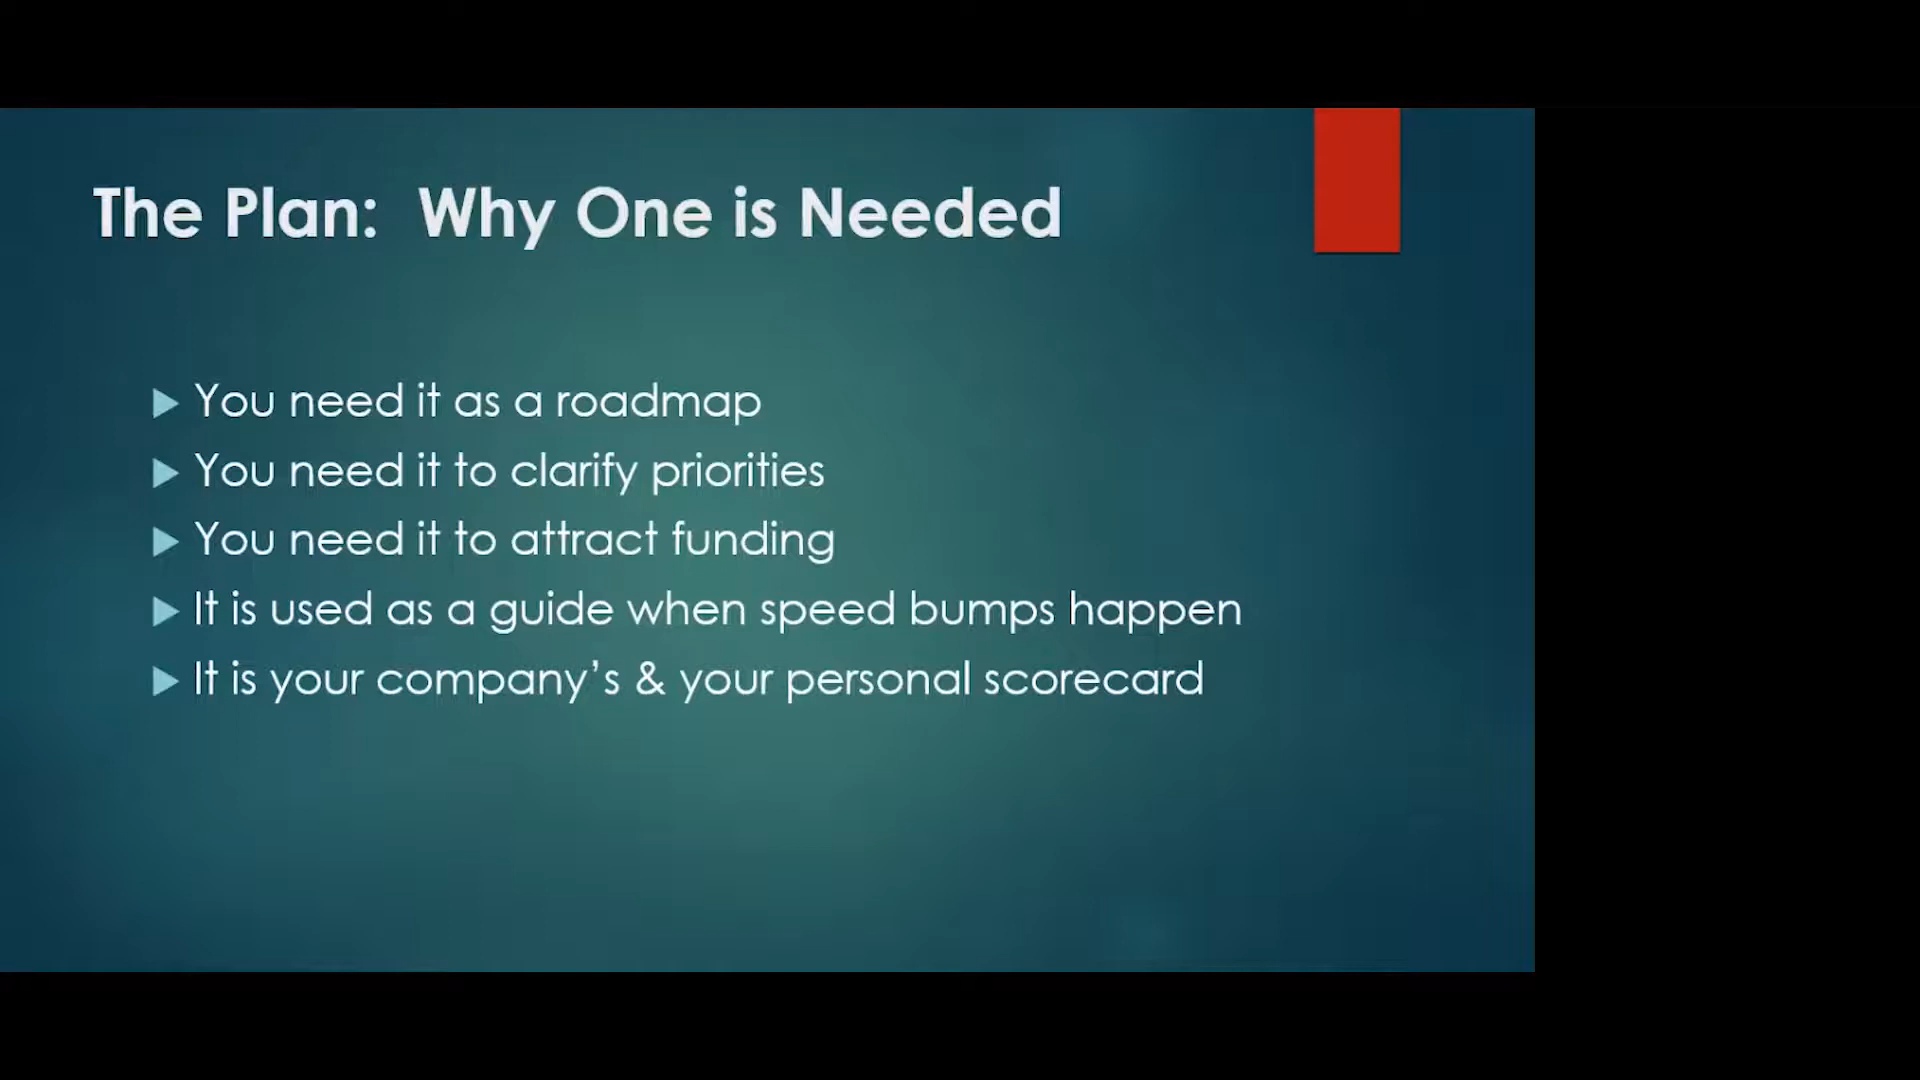 The Plan:  Why One is Needed
You need it as a roadmap
You need it to clarify priorities
You need it to attract funding
It is used as a guide when speed bumps happen
It is your company’s & your personal scorecard